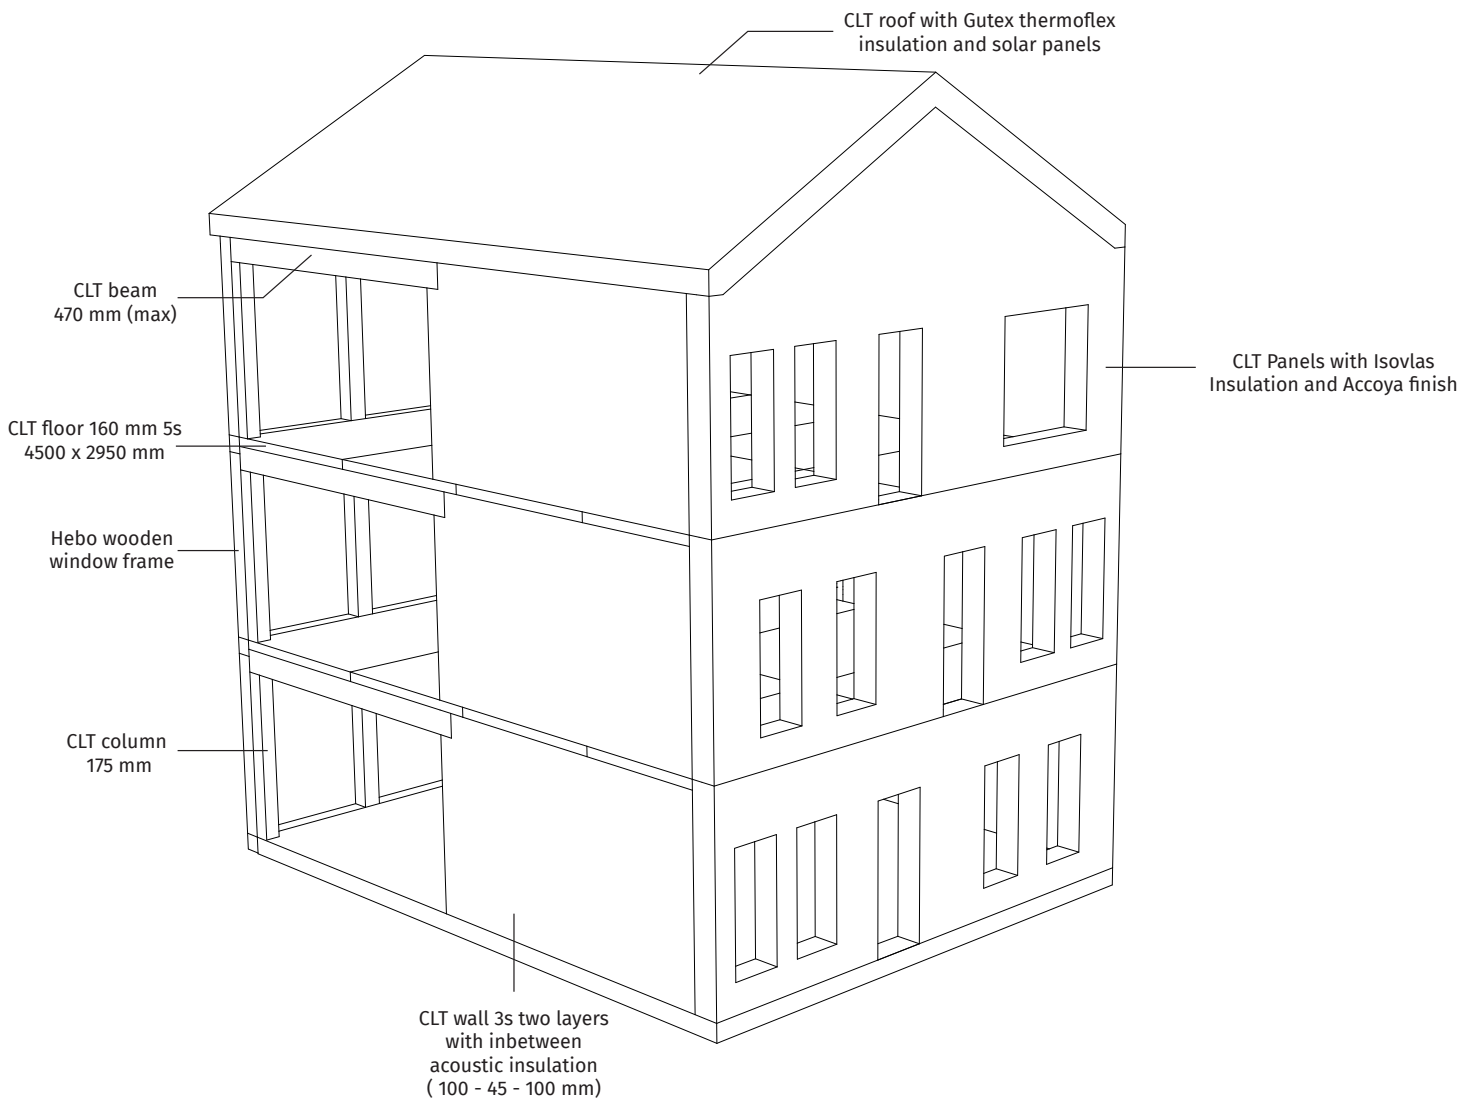 CLT roof with Gutex thermoflex
insulation and solar panels
CLT beam
470 mm (max)
CLT Panels with Isovlas
Insulation and Accoya finish
CLT floor 160 mm 5s
4500 x 2950 mm
Hebo wooden
window frame
CLT column
175 mm
CLT wall 3s two layers
with inbetween
acoustic insulation
( 100 - 45 - 100 mm)